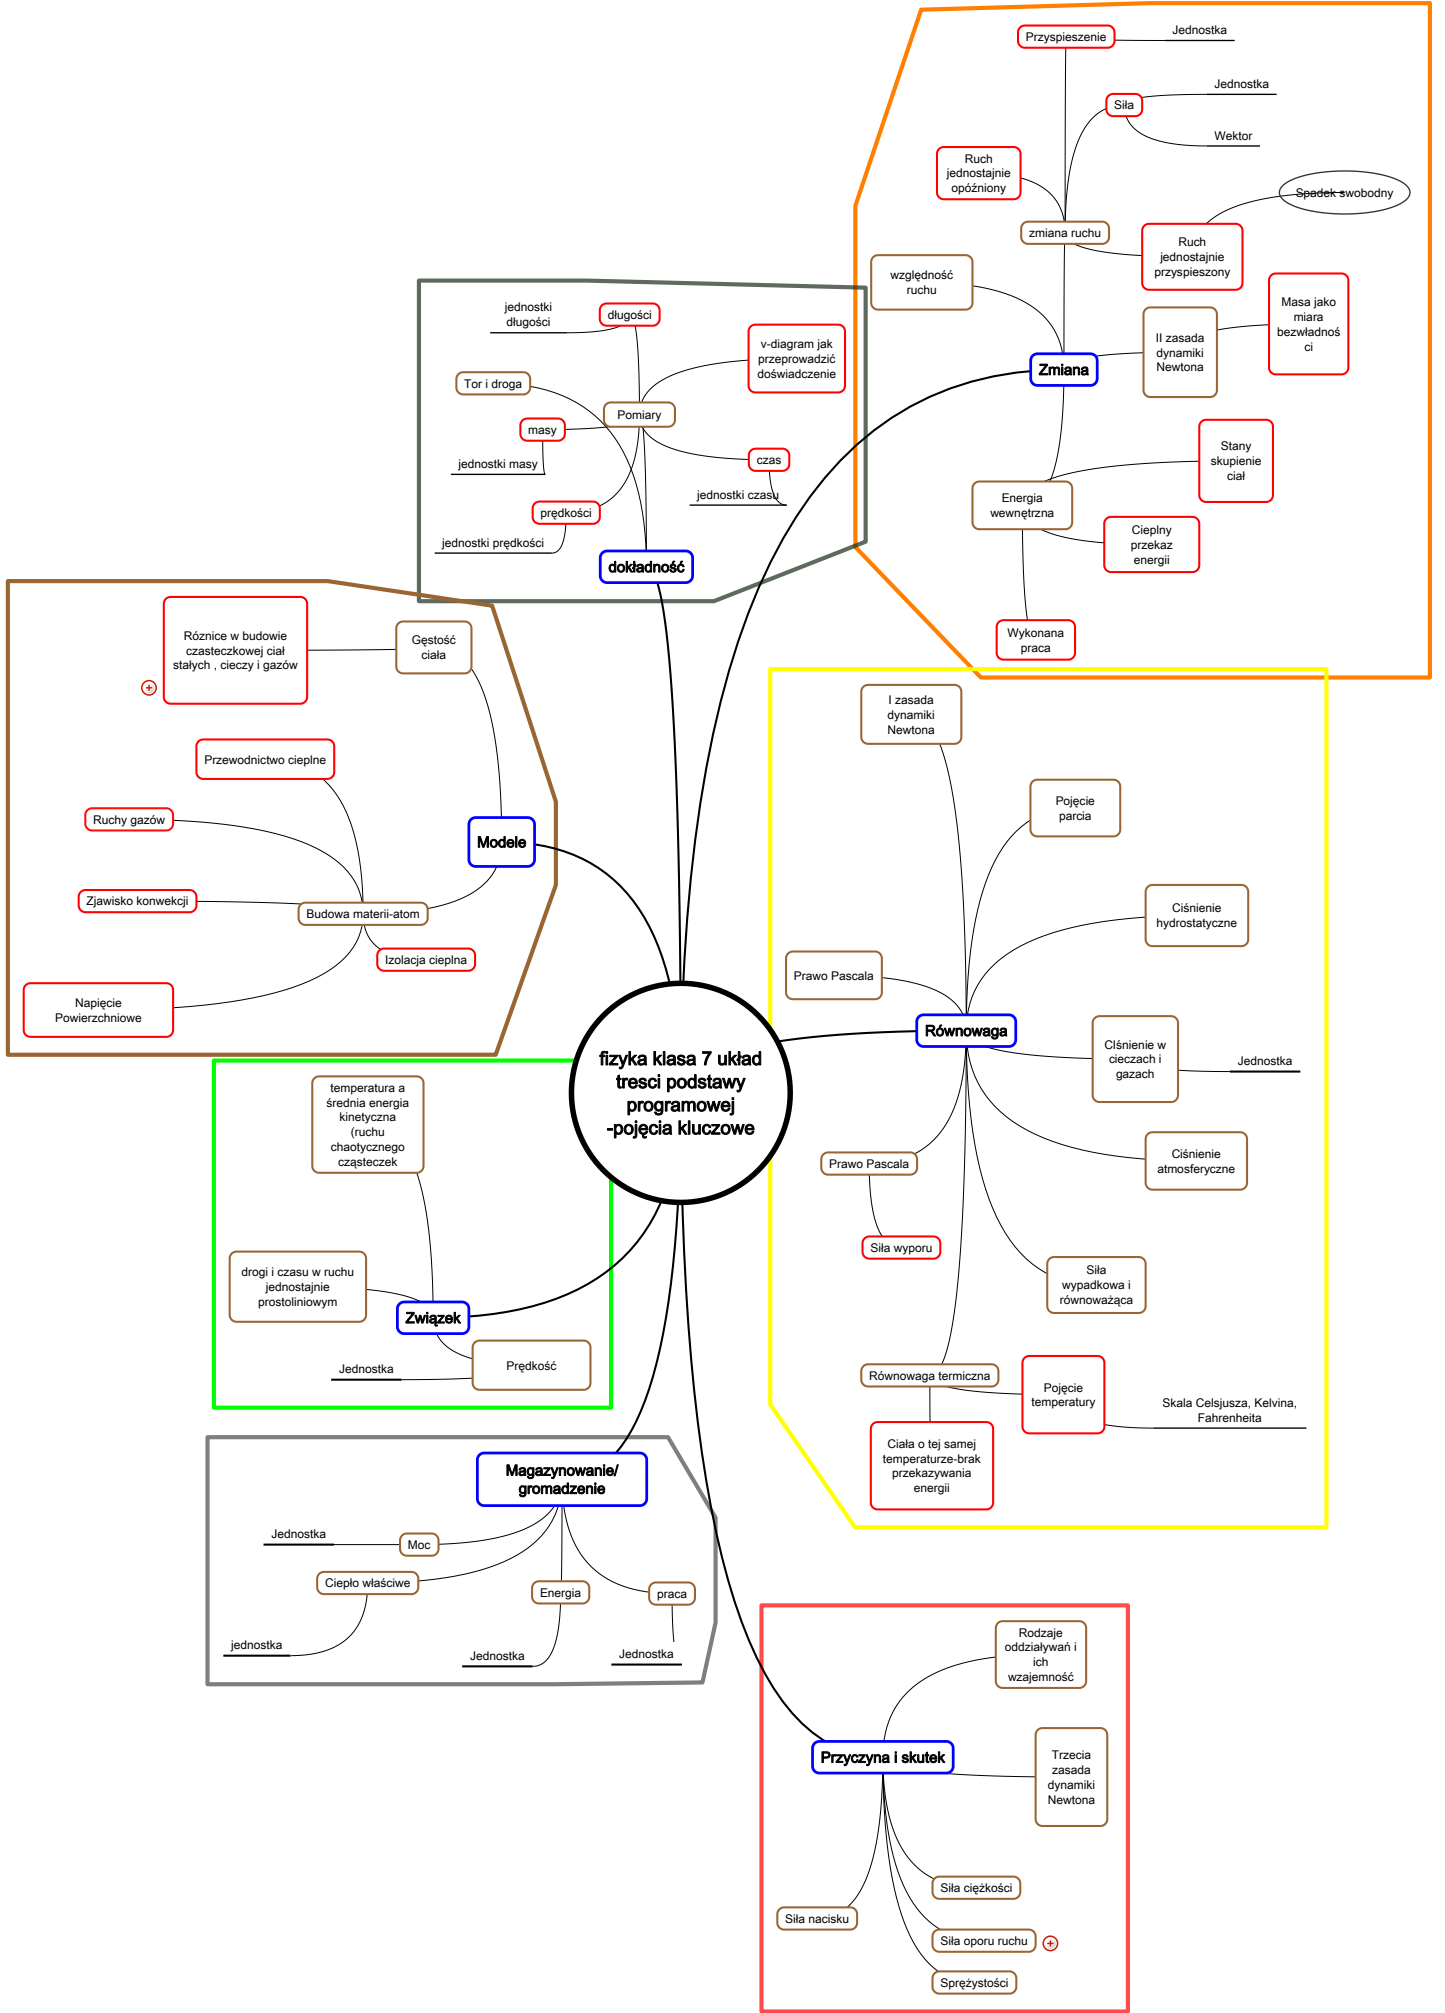 Przyspieszenie
Jednostka
Siła
Jednostka
Wektor
Ruch
jednostajnie
opóźniony
Spadek swobodny
zmiana ruchu
Ruch
jednostajnie
przyspieszony
względność
ruchu
Masa jako
miara
bezwładnoś
ci
II zasada
dynamiki
Newtona
Zmiana
Stany
skupienie
ciał
Energia
wewnętrzna
Cieplny
przekaz
energii
Wykonana
praca
jednostki
długości
długości
v-diagram jak
przeprowadzić
doświadczenie
Tor i droga
Pomiary
masy
jednostki masy
czas
jednostki czasu
prędkości
jednostki prędkości
dokładność
Róznice w budowie
czasteczkowej ciał
stałych , cieczy i gazów
Gęstość
ciała
Przewodnictwo cieplne
Ruchy gazów
Modele
Zjawisko konwekcji
Budowa materii-atom
Izolacja cieplna
Napięcie
Powierzchniowe
I zasada
dynamiki
Newtona
Pojęcie
parcia
Ciśnienie
hydrostatyczne
Prawo Pascala
Równowaga
CIśnienie w
cieczach i
gazach
Jednostka
Ciśnienie
atmosferyczne
Prawo Pascala
Siła wyporu
Siła
wypadkowa i
równoważąca
Równowaga termiczna
Pojęcie
temperatury
Skala Celsjusza, Kelvina,
Fahrenheita
Ciała o tej samej
temperaturze-brak
przekazywania
energii
fizyka klasa 7 układ
tresci podstawy
programowej
-pojęcia kluczowe
temperatura a
średnia energia
kinetyczna
(ruchu
chaotycznego
cząsteczek
drogi i czasu w ruchu
jednostajnie
prostoliniowym
Związek
Prędkość
Jednostka
Magazynowanie/
gromadzenie
Jednostka
Moc
Ciepło właściwe
Energia
praca
jednostka
Jednostka
Jednostka
Rodzaje
oddziaływań i
ich
wzajemność
Przyczyna i skutek
Trzecia
zasada
dynamiki
Newtona
Siła ciężkości
Siła nacisku
Siła oporu ruchu
Sprężystości